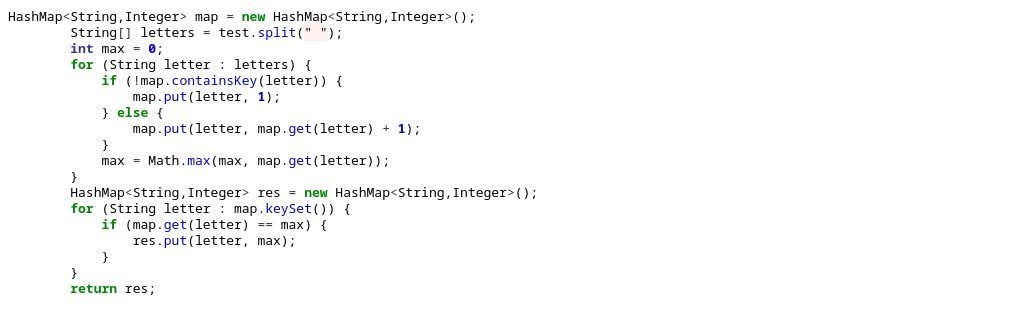 HashMap<String,Integer> map = new HashMap<String,Integer>();
        String[] letters = test.split(" ");
        int max = 0;
        for (String letter : letters) {
            if (!map.containsKey(letter)) {
                map.put(letter, 1);
            } else {
                map.put(letter, map.get(letter) + 1);
            }
            max = Math.max(max, map.get(letter));
        }
        HashMap<String,Integer> res = new HashMap<String,Integer>();
        for (String letter : map.keySet()) {
            if (map.get(letter) == max) {
                res.put(letter, max);
            }
        }
        return res;